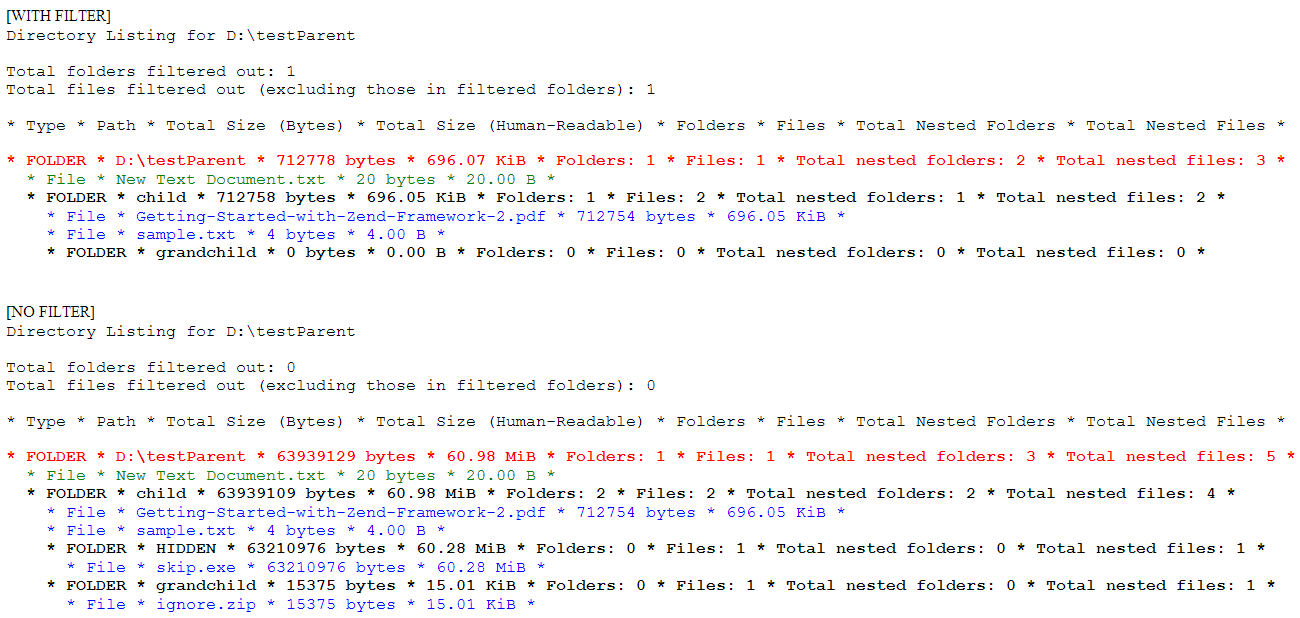 [WITH FILTER]
Directory Listing for D:\testParent
Total folders filtered out: 1
Total files filtered out (excluding those in filtered folders): 1
* Type * Path * Total Size (Bytes) * Total Size (Human-Readable) * Folders * Files * Total Nested Folders * Total Nested Files *
* FOLDER * D:\testParent * 712778 bytes * 696.07 KiB * Folders: 1 * Files: 1 * Total nested folders: 2 * Total nested files: 3 *
* File * New Text Document.txt * 20 bytes * 20.00 B *
* FOLDER * child * 712758 bytes * 696.05 KiB * Folders: 1 * Files: 2 * Total nested folders: 1 * Total nested files: 2 *
* File * Getting-Started-with-Zend-Framework-2.pdf * 712754 bytes * 696.05 KiB *
* File * sample.txt * 4 bytes * 4.00 B *
* FOLDER * grandchild * 0 bytes * 0.00 B * Folders: 0 * Files: 0 * Total nested folders: 0 * Total nested files: 0 *
[NO FILTER]
Directory Listing for D:\testParent
Total folders filtered out: 0
Total files filtered out (excluding those in filtered folders): 0
* Type * Path * Total Size (Bytes) * Total Size (Human-Readable) * Folders * Files * Total Nested Folders * Total Nested Files *
* FOLDER * D:\testParent * 63939129 bytes * 60.98 MiB * Folders: 1 * Files: 1 * Total nested folders: 3 * Total nested files: 5 *
* File * New Text Document.txt * 20 bytes * 20.00 B *
* FOLDER * child * 63939109 bytes * 60.98 MiB * Folders: 2 * Files: 2 * Total nested folders: 2 * Total nested files: 4 *
* File * Getting-Started-with-Zend-Framework-2.pdf * 712754 bytes * 696.05 KiB *
* File * sample.txt * 4 bytes * 4.00 B *
* FOLDER * HIDDEN * 63210976 bytes * 60.28 MiB * Folders: 0 * Files: 1 * Total nested folders: 0 * Total nested files: 1 *
* File * skip.exe * 63210976 bytes * 60.28 MiB *
* FOLDER * grandchild * 15375 bytes * 15.01 KiB * Folders: 0 * Files: 1 * Total nested folders: 0 * Total nested files: 1 *
* File * ignore.zip * 15375 bytes * 15.01 KiB *